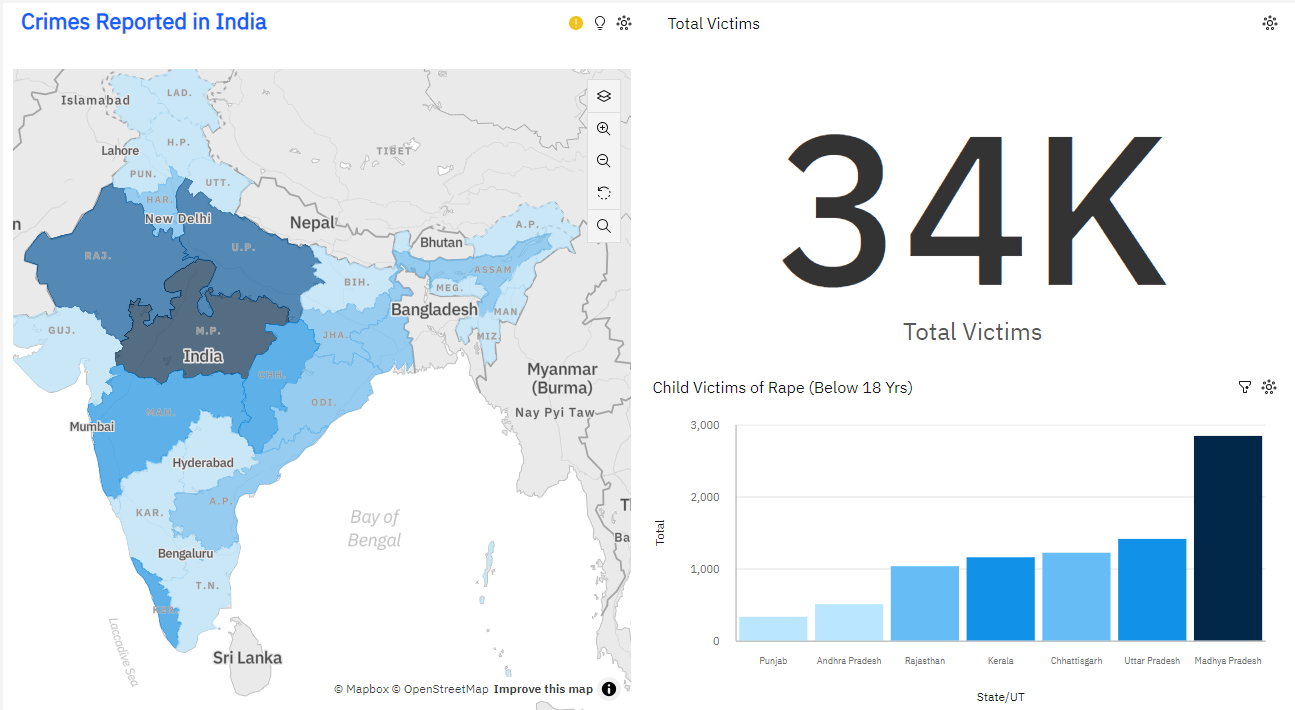 Crimes Reported in India
Total Victims
LAD.
Islamabad
H.P.
Lahore
TIBET
PUN.
UTT.
HAR.
New Delhi
n
Nepal
A.P.
Bhutan
U.P.
RAJ.
ASSAM
BIH.
MEG.
Bangladesh
MAN
GUJ.
M.P.
JHA.
MIZ.
India
Myanmar
(Burma)
CHH.
ODI.
MAH.
Nay Pyi Taw
Mumbai
Hyderabad
A.P.
KAR.
Bay of
Bengal
Ba
Bengaluru
T.N.
KER.
Laccadive Sea
Sri Lanka
© Mapbox © OpenStreetMap Improve this map
34K
Total Victims
Child Victims of Rape (Below 18 Yrs)
3,000
2,000
1,000
0
Total
Punjab Andhra Pradesh Rajasthan Kerala Chhattisgarh Uttar Pradesh Madhya Pradesh
State/UT